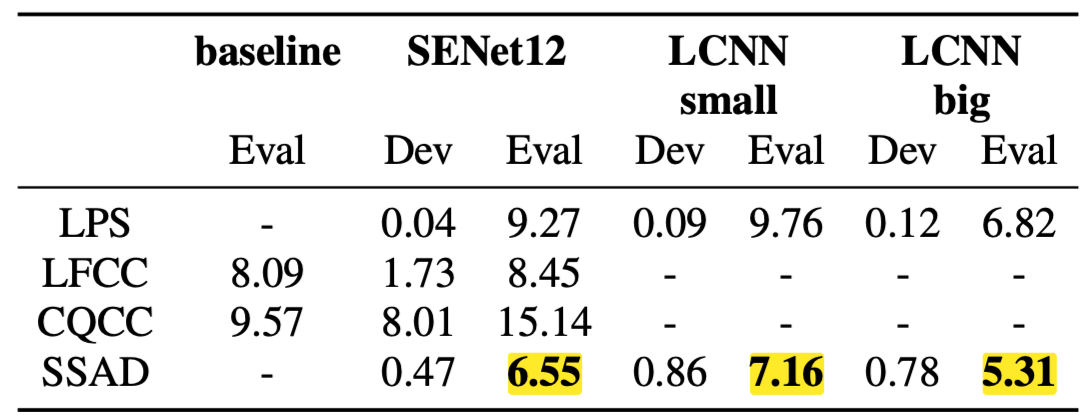 baseline SENet12 LCNN LCNN
small big
Eval Dev Eval Dev Eval Dev Eval
LPS - 0.04 9.27 0.09 9.76 0.12 6.82
LFCC 8.09 1.73 8.45 - - - -
CQCC 9.57 8.01 15.14 - - - -
SSAD - 0.47 6.55 0.86 7.16 0.78 5.31